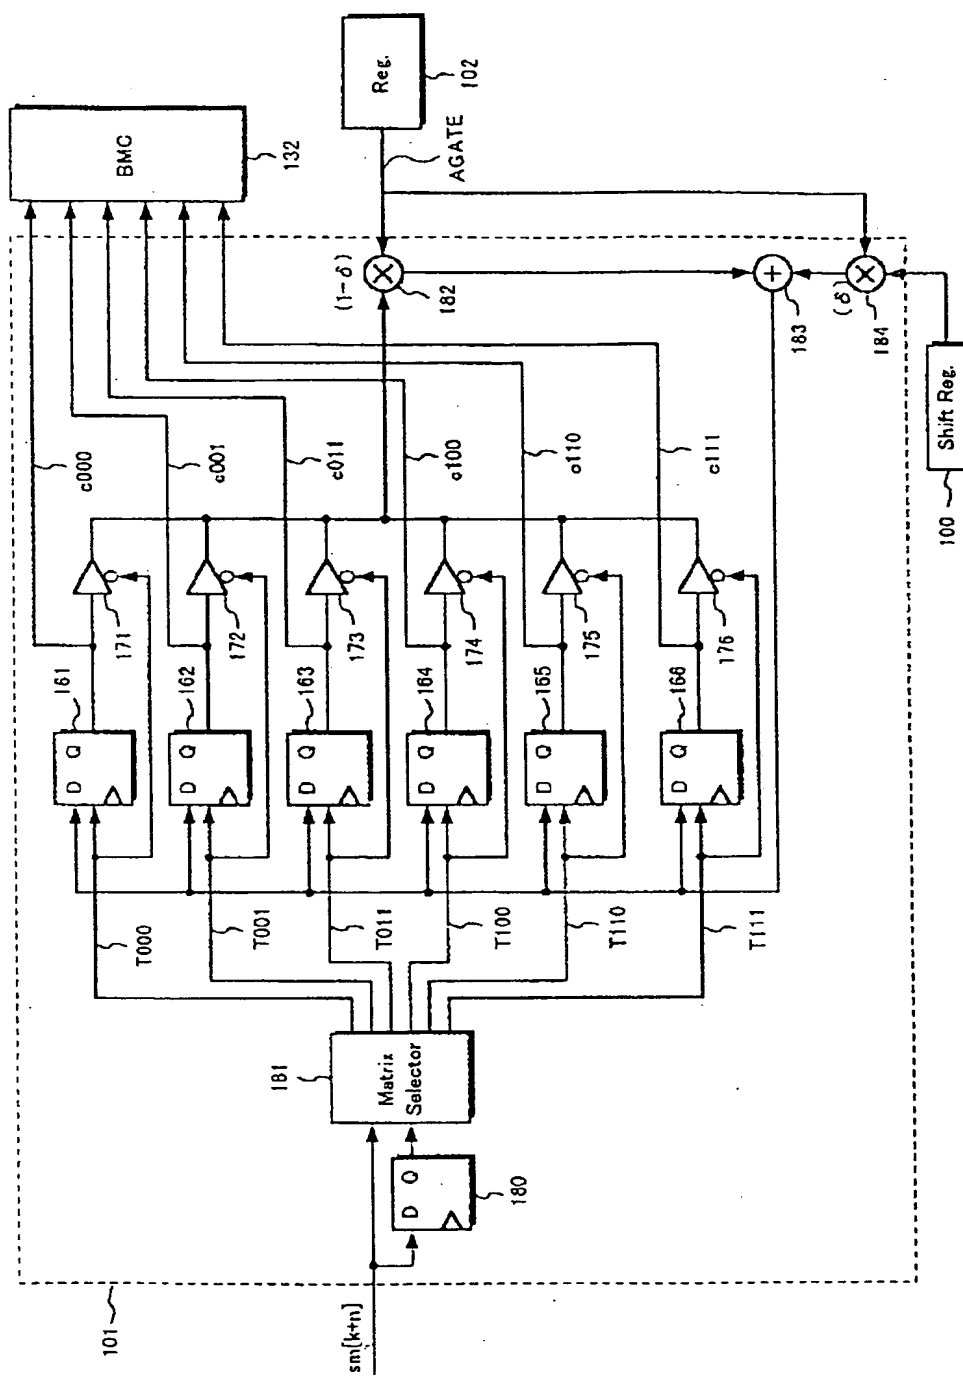 101
sm[k+n]
D Q
180
181
Matrix
Selector
T000
T001
T011
T100
T110
T111
D Q
161
D Q
162
D Q
163
D Q
164
D Q
165
D Q
166
171
172
173
174
175
176
c000
c001
c011
c100
c110
c111
BMC
132
Reg.
102
AGATE
(1-δ)
×
182
+
183
(δ)
×
184
Shift Reg.
100